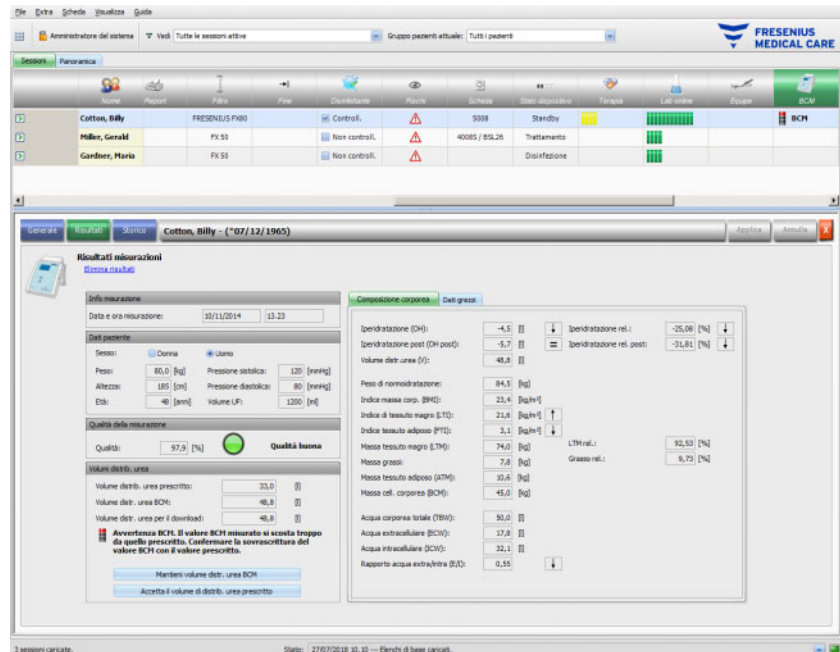 File Extra Scheda Visualizza Guida
Amministratore del sistema Vedi Tutte le sessioni attive Gruppo pazienti attuale: Tutti i pazienti
FRESENIUS
MEDICAL CARE
Sessioni Panoramica
Nome Report Filtro Fine Disinfettante Rischi Scheda Stato dispositivo Terapia Lab online Equipe BCM
Cotton, Billy FRESENIUS FX80 Controll. 5008 Standby BCM
Miller, Gerald FX 50 Non controll. 4008S / BSL26 Trattamento
Gardner, Maria FX 50 Non controll. Disinfezione
Generale Risultati Storico Cotton, Billy - (*07/12/1965) Applica Annulla X
Risultati misurazioni
Elimina risultati
Info misurazione
Data e ora misurazione: 10/11/2014 13.23
Dati paziente
Sesso: Donna Uomo
Peso: 80,0 [kg] Pressione sistolica: 120 [mmHg]
Altezza: 185 [cm] Pressione diastolica: 80 [mmHg]
Età: 48 [anni] Volume UF: 1200 [ml]
Qualità della misurazione
Qualità: 97,9 [%] Qualità buona
Volumi distrib. urea
Volume distrib. urea prescritto: 33,0 [l]
Volume distr. urea BCM: 48,8 [l]
Volume distr. urea per il download: 48,8 [l]
Avvertenza BCM. Il valore BCM misurato si scosta troppo
da quello prescritto. Confermare la sovrascrittura del
valore BCM con il valore prescritto.
Mantieni volume distr. urea BCM
Accetta il volume di distrib. urea prescritto
Composizione corporea Dati grezzi
Iperidratazione (OH): -4,5 [l] Iperidratazione rel.: -25,08 [%]
Iperidratazione post (OH post): -5,7 [l] = Iperidratazione rel. post: -31,81 [%]
Volume distr.urea (V): 48,8 [l]
Peso di normoidratazione: 84,5 [kg]
Indice massa corp. (BMI): 23,4 [kg/m²]
Indice di tessuto magro (LTI): 21,6 [kg/m²]
Indice tessuto adiposo (FTI): 3,1 [kg/m²]
Massa tessuto magro (LTM): 74,0 [kg] LTM rel.: 92,53 [%]
Massa grassi: 7,8 [kg] Grasso rel.: 9,73 [%]
Massa tessuto adiposo (ATM): 10,6 [kg]
Massa cell. corporea (BCM): 45,0 [kg]
Acqua corporea totale (TBW): 50,0 [l]
Acqua extracellulare (ECW): 17,8 [l]
Acqua intracellulare (ICW): 32,1 [l]
Rapporto acqua extra/intra (E/I): 0,55
3 sessioni caricate. Stato: 27/07/2018 10.10 --- Elenchi di base caricati.